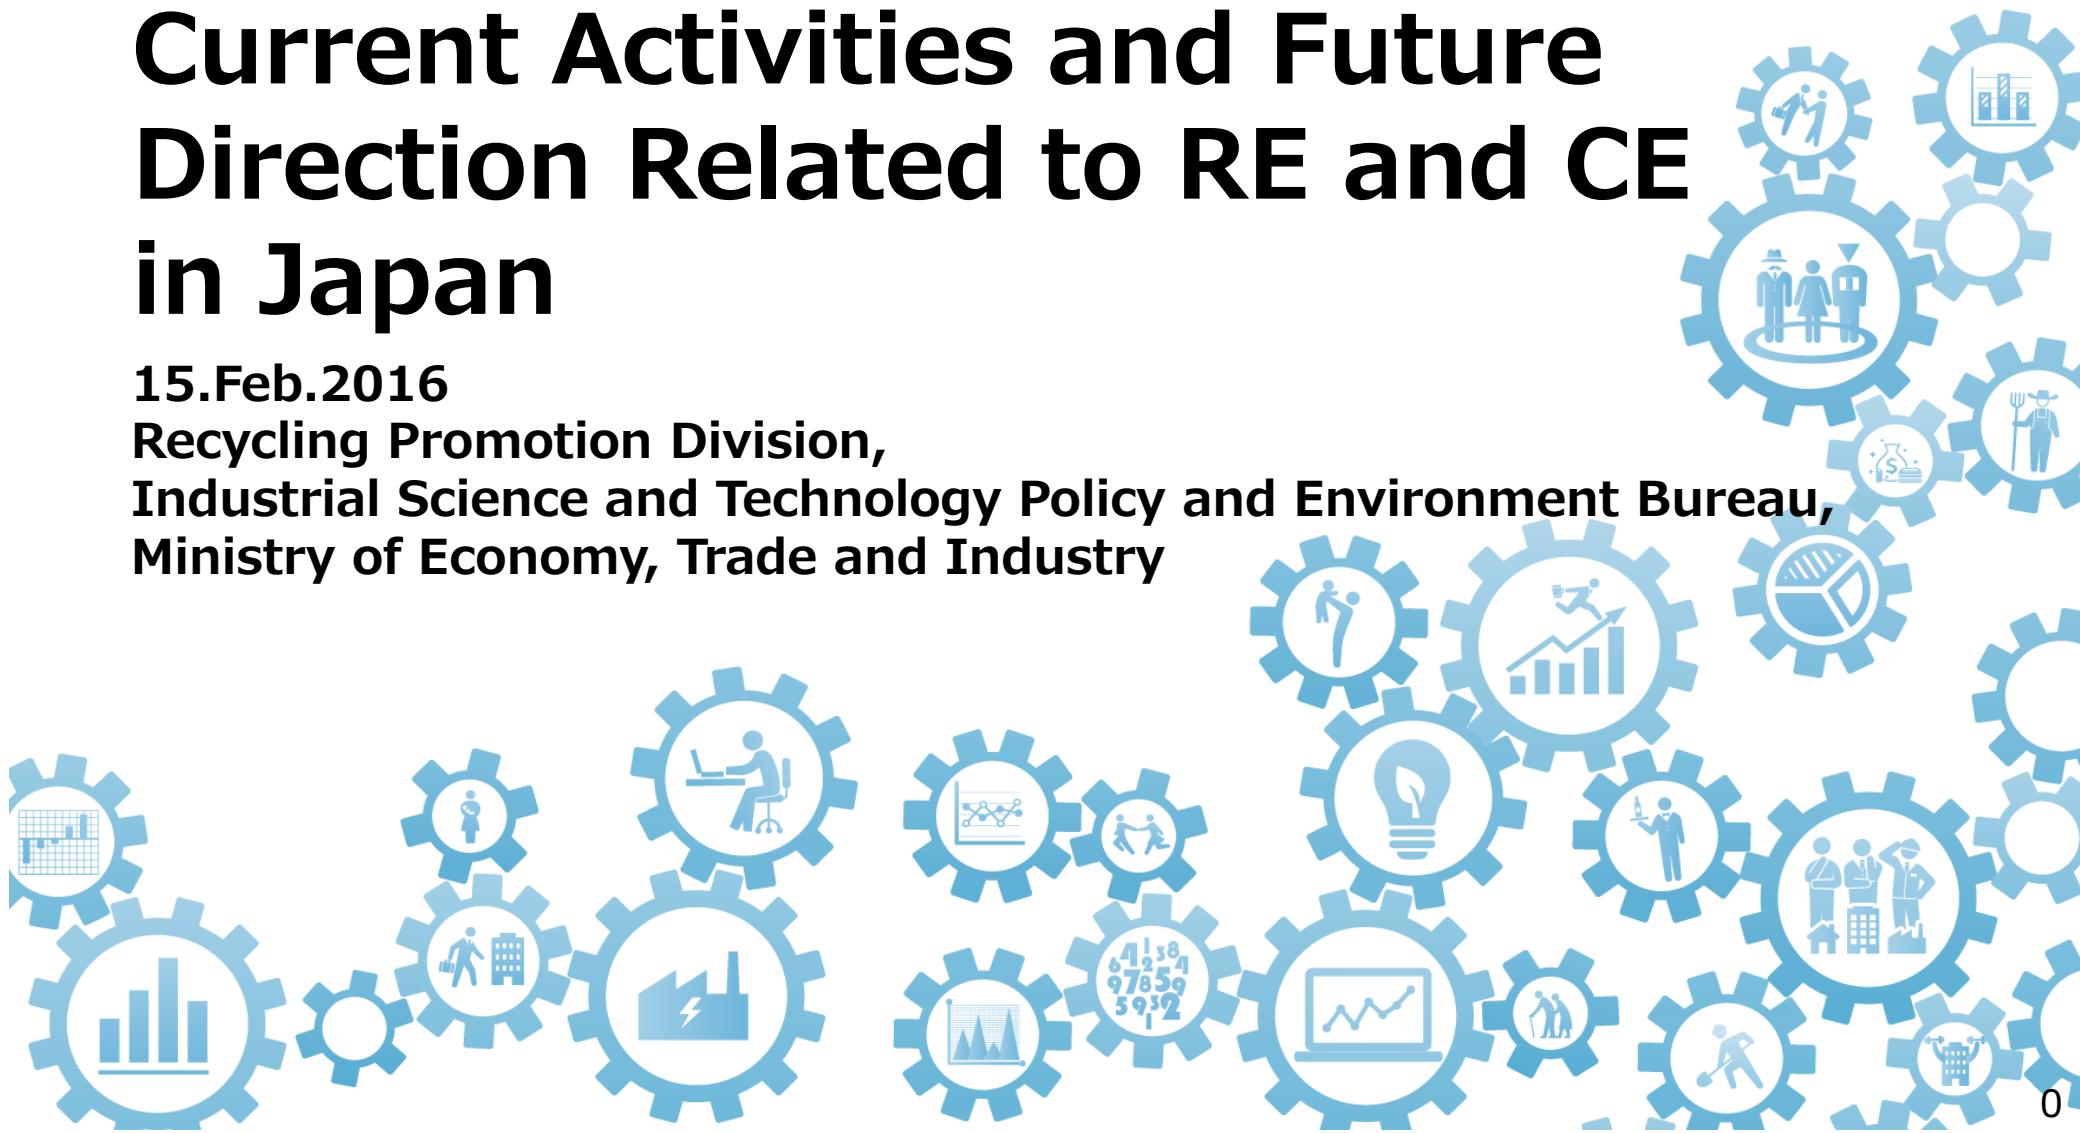 Current Activities and Future
Direction Related to RE and CE
in Japan
15.Feb.2016
Recycling Promotion Division,
Industrial Science and Technology Policy and Environment Bureau,
Ministry of Economy, Trade and Industry
0